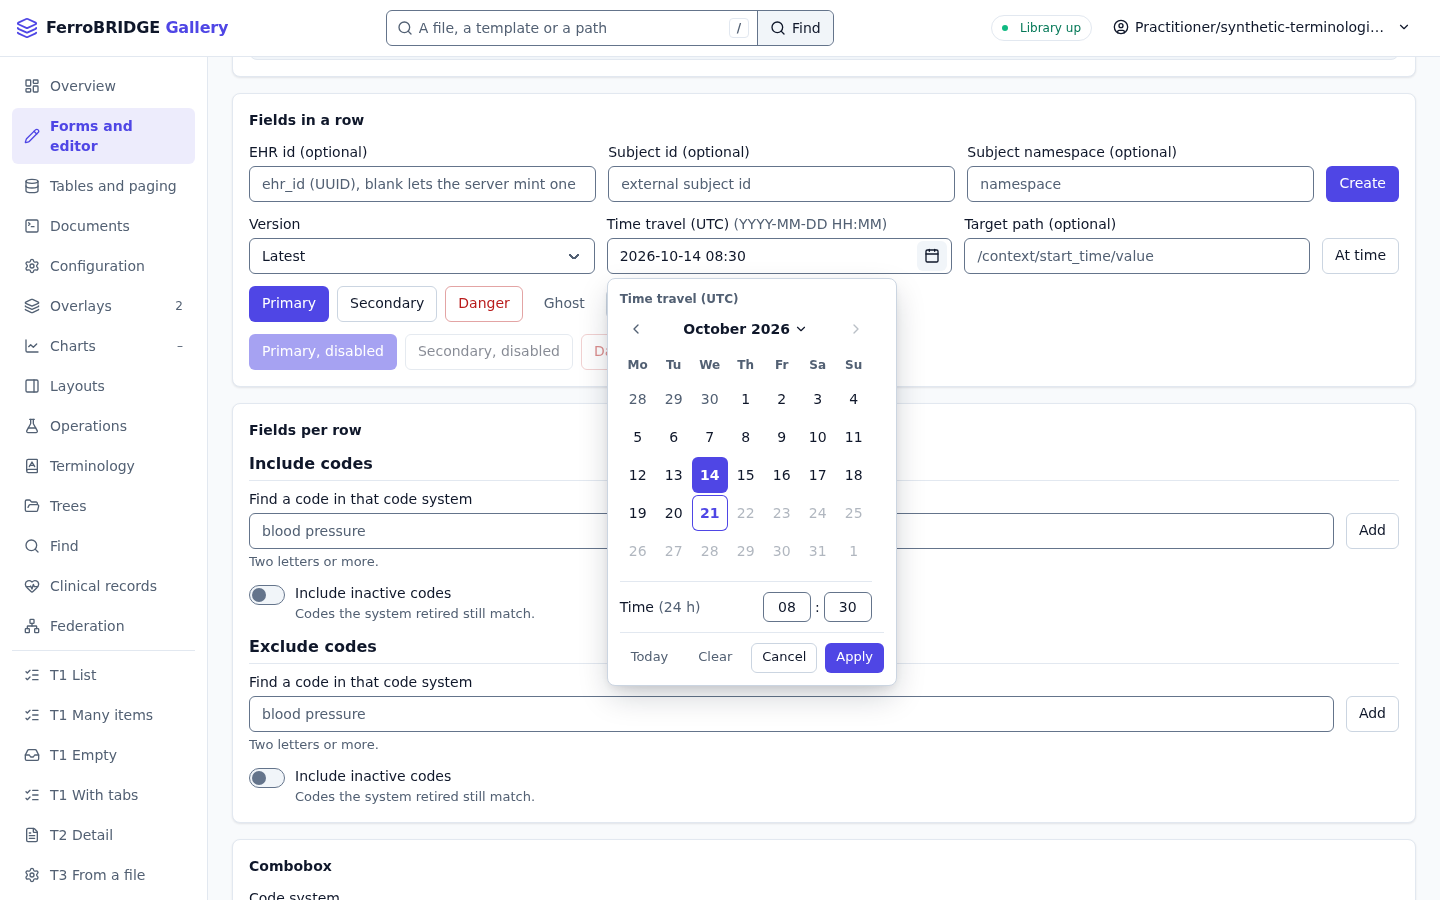 FerroBRIDGE Gallery
A file, a template or a path
/
Find
Library up
Practitioner/synthetic-terminologi...
Overview
Forms and
editor
Tables and paging
Documents
Configuration
Overlays 2
Charts –
Layouts
Operations
Terminology
Trees
Find
Clinical records
Federation
T1 List
T1 Many items
T1 Empty
T1 With tabs
T2 Detail
T3 From a file
Fields in a row
EHR id (optional) Subject id (optional) Subject namespace (optional)
ehr_id (UUID), blank lets the server mint one external subject id namespace Create
Version Time travel (UTC) (YYYY-MM-DD HH:MM) Target path (optional)
Latest 2026-10-14 08:30 /context/start_time/value At time
Primary Secondary Danger Ghost
Primary, disabled Secondary, disabled
Time travel (UTC)
October 2026
Mo Tu We Th Fr Sa Su
28 29 30 1 2 3 4
5 6 7 8 9 10 11
12 13 14 15 16 17 18
19 20 21 22 23 24 25
26 27 28 29 30 31 1
Time (24 h) 08 : 30
Today Clear Cancel Apply
Fields per row
Include codes
Find a code in that code system
blood pressure Add
Two letters or more.
Include inactive codes
Codes the system retired still match.
Exclude codes
Find a code in that code system
blood pressure Add
Two letters or more.
Include inactive codes
Codes the system retired still match.
Combobox
Code system